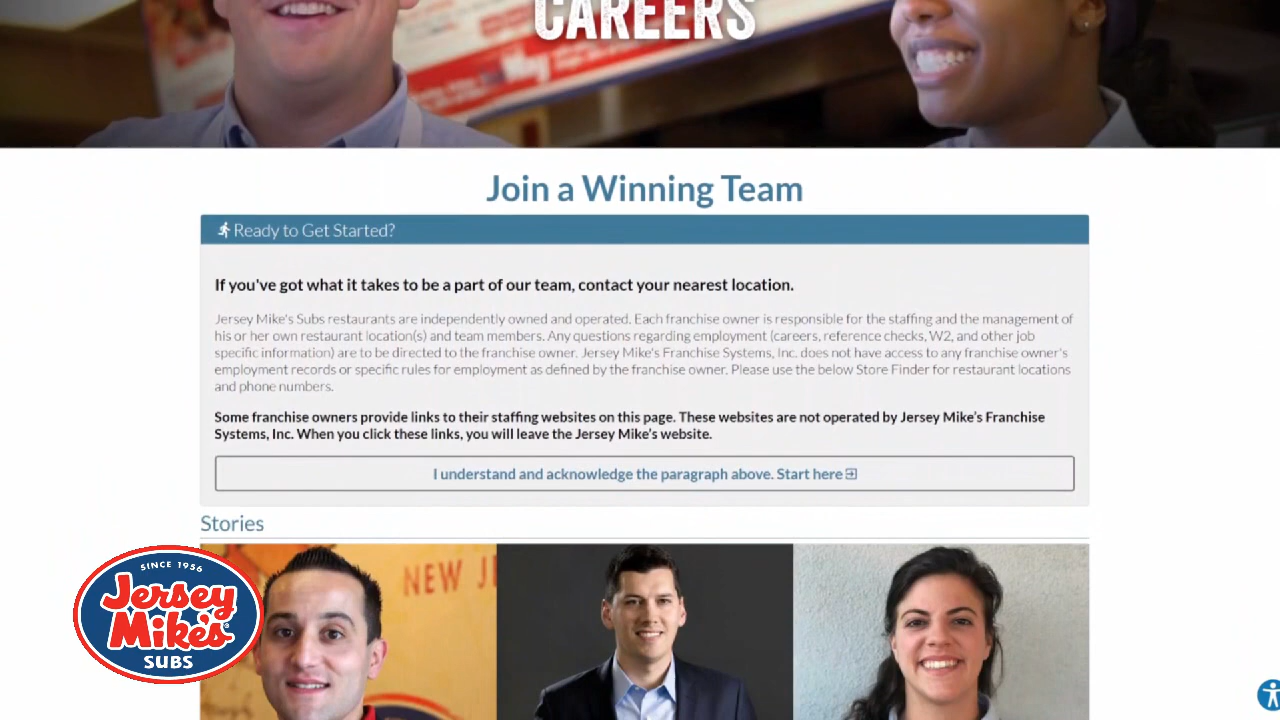 CAREERS
Join a Winning Team
Ready to Get Started?
If you've got what it takes to be a part of our team, contact your nearest location.
Jersey Mike's Subs restaurants are independently owned and operated. Each franchise owner is responsible for the staffing and the management of
his or her own restaurant location(s) and team members. Any questions regarding employment (careers, reference checks, W2, and other job
specific information) are to be directed to the franchise owner. Jersey Mike's Franchise Systems, Inc. does not have access to any franchise owner's
employment records or specific rules for employment as defined by the franchise owner. Please use the below Store Finder for restaurant locations
and phone numbers.
Some franchise owners provide links to their staffing websites on this page. These websites are not operated by Jersey Mike's Franchise
Systems, Inc. When you click these links, you will leave the Jersey Mike's website.
I understand and acknowledge the paragraph above. Start here
Stories
NEW JE
SINCE 1956
Jersey
Mike's
SUBS